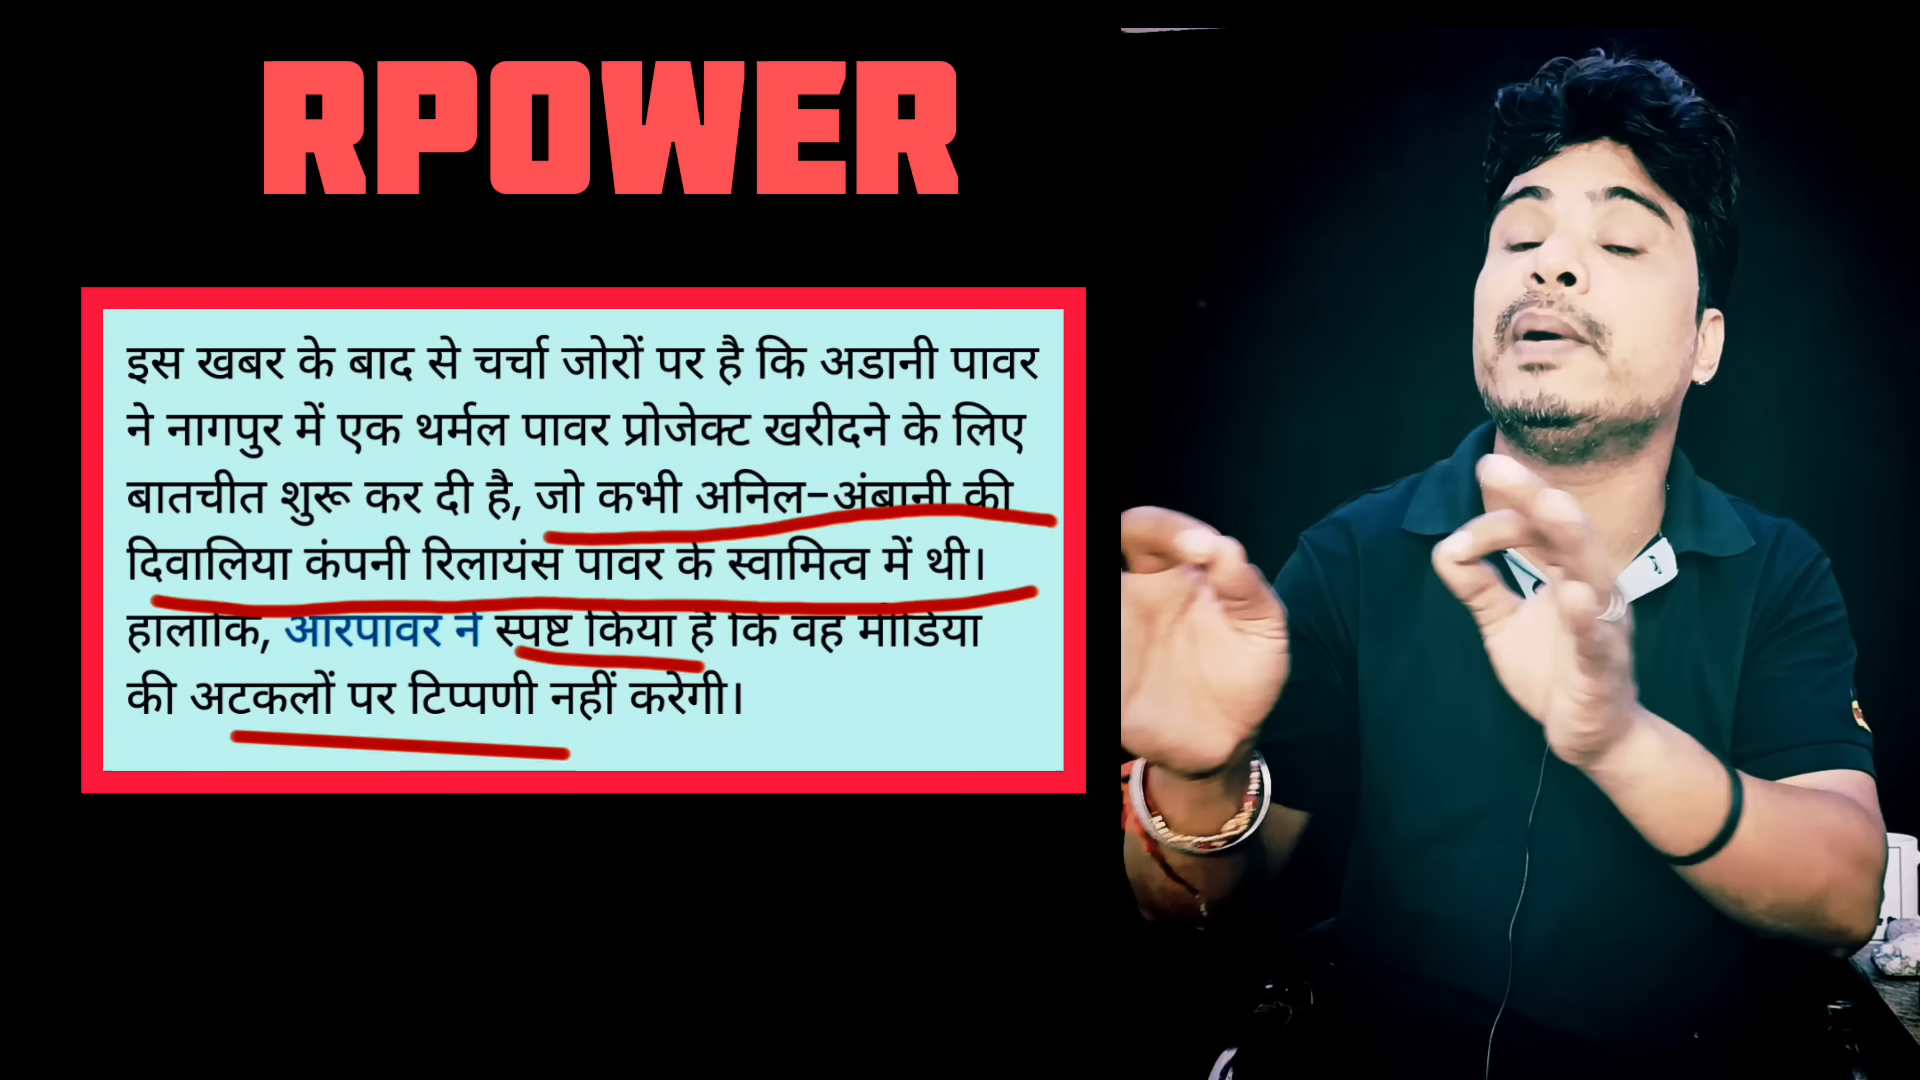 RPOWER
इस खबर के बाद से चर्चा जोरों पर है कि अडानी पावर
ने नागपुर में एक थर्मल पावर प्रोजेक्ट खरीदने के लिए
बातचीत शुरू कर दी है, जो कभी अनिल-अंबानी की
दिवालिया कंपनी रिलायंस पावर के स्वामित्व में थी।
हालांकि, आरपावर ने स्पष्ट किया है कि वह मीडिया
की अटकलों पर टिप्पणी नहीं करेगी।